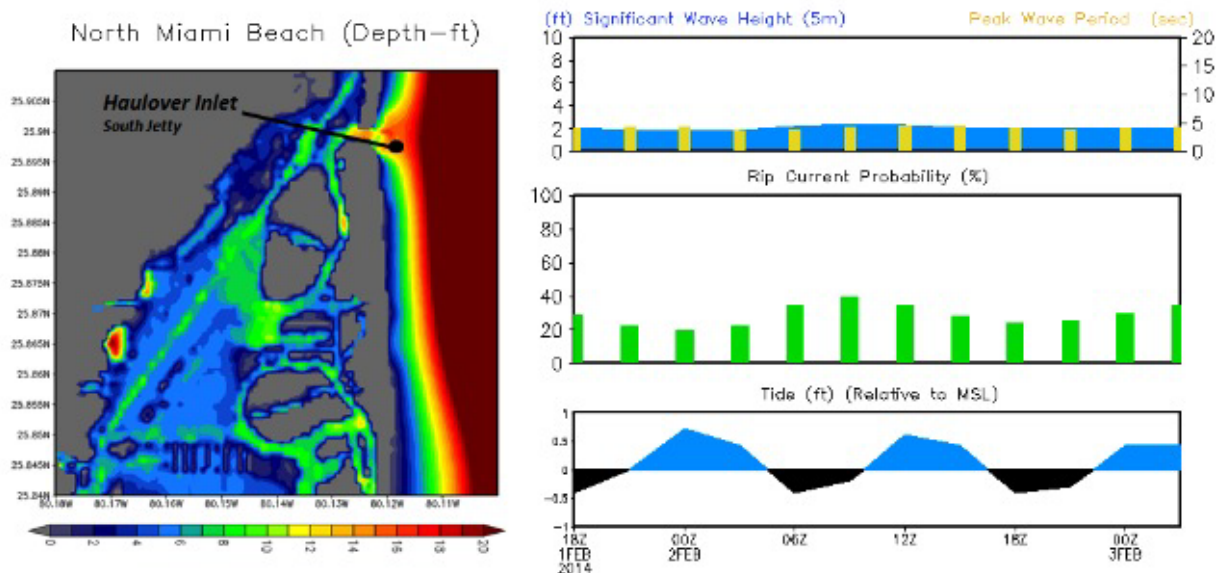 North Miami Beach (Depth-ft)
Haulover Inlet
South Jetty
25.905N
25.9N
25.895N
25.89N
25.885N
25.88N
25.875N
25.87N
25.865N
25.86N
25.855N
25.85N
25.845N
25.84N
80.18W 80.17W 80.16W 80.15W 80.14W 80.13W 80.12W 80.11W
0 2 4 6 8 10 12 14 16 18 20
(ft) Significant Wave Height (5m) Peak Wave Period (sec)
10 20
8 15
6
4 10
2 5
0 0
Rip Current Probability (%)
100
80
60
40
20
0
Tide (ft) (Relative to MSL)
1
0.5
0
-0.5
-1
18Z 00Z 06Z 12Z 18Z 00Z
1FEB 2FEB 3FEB
2014